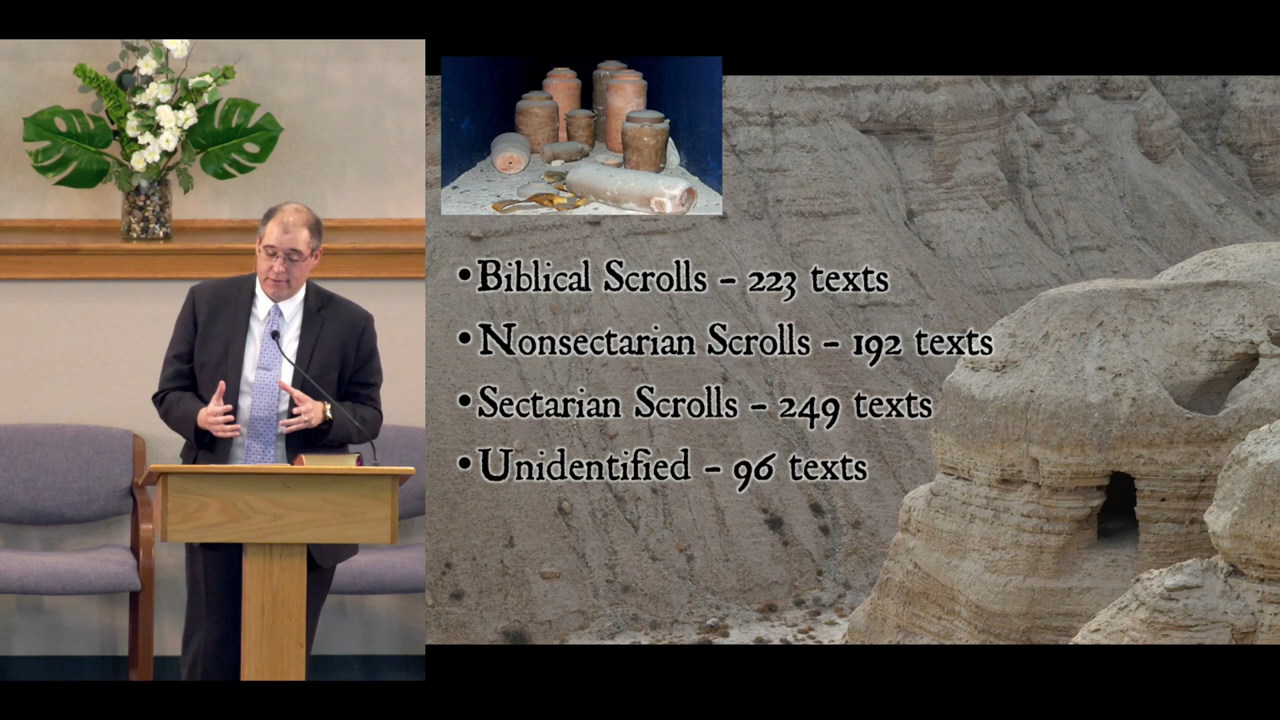 •Biblical Scrolls – 223 texts
•Nonsectarian Scrolls – 192 texts
•Sectarian Scrolls – 249 texts
•Unidentified – 96 texts